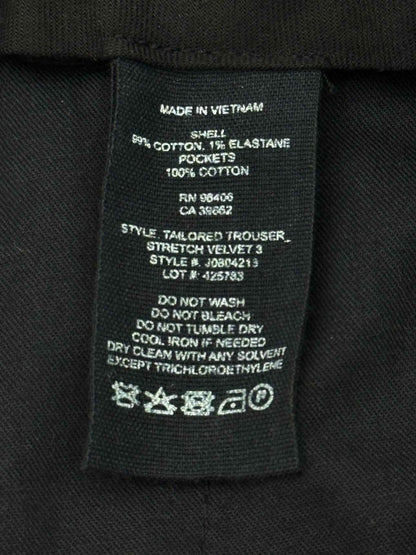 MADE IN VIETNAM
SHELL
99% COTTON, 1% ELASTANE
POCKETS
100% COTTON
RN 98406
CA 39662
STYLE. TAILORED TROUSER_
STRETCH VELVET 3
STYLE #. J0804213
LOT #: 425783
DO NOT WASH
DO NOT BLEACH
DO NOT TUMBLE DRY
COOL IRON IF NEEDED
DRY CLEAN WITH ANY SOLVENT
EXCEPT TRICHLOROETHYLENE
P